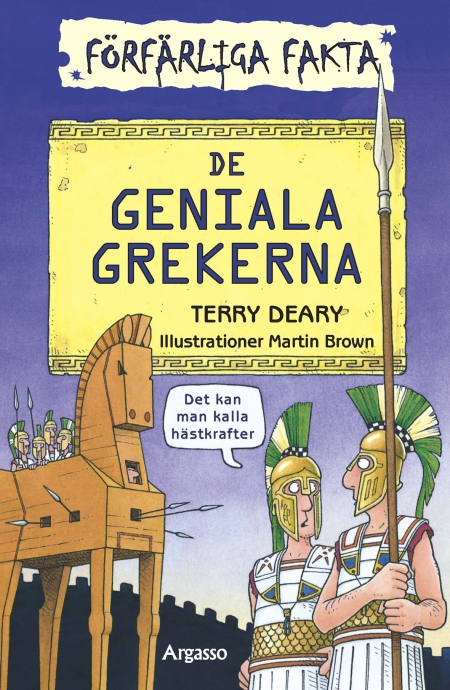 FÖRFÄRLIGA FAKTA
DE
GENIALA
GREKERNA
TERRY DEARY
Illustrationer Martin Brown
Det kan
man kalla
hästkrafter
Argasso